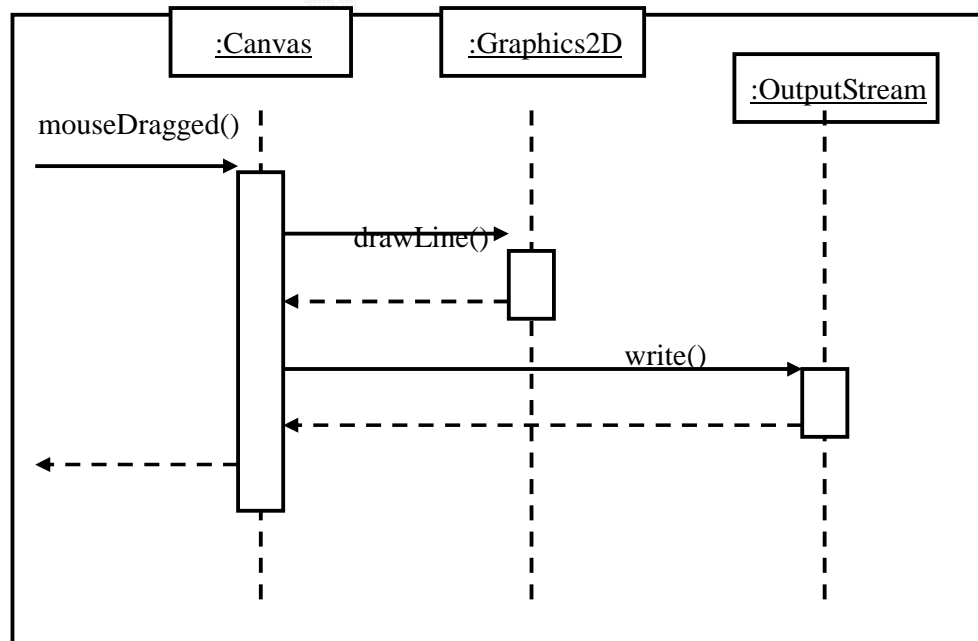 :Canvas
:Graphics2D
:OutputStream
mouseDragged()
drawLine()
write()